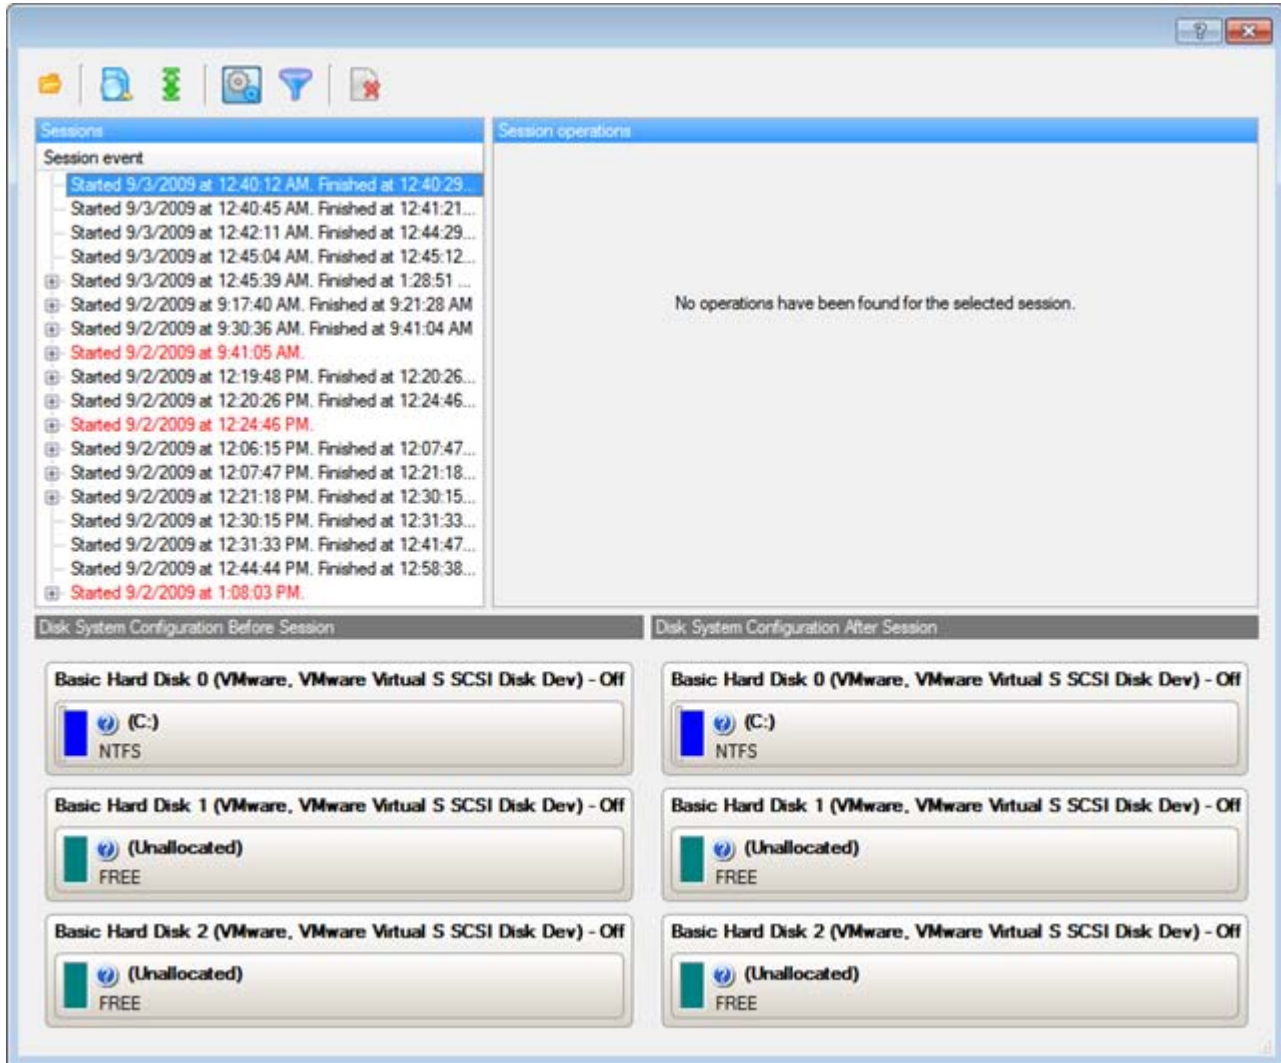 Sessions
Session operations
Session event
Started 9/3/2009 at 12:40:12 AM. Finished at 12:40:29...
Started 9/3/2009 at 12:40:45 AM. Finished at 12:41:21...
Started 9/3/2009 at 12:42:11 AM. Finished at 12:44:29...
Started 9/3/2009 at 12:45:04 AM. Finished at 12:45:12...
Started 9/3/2009 at 12:45:39 AM. Finished at 1:28:51 ...
Started 9/2/2009 at 9:17:40 AM. Finished at 9:21:28 AM
Started 9/2/2009 at 9:30:36 AM. Finished at 9:41:04 AM
Started 9/2/2009 at 9:41:05 AM.
Started 9/2/2009 at 12:19:48 PM. Finished at 12:20:26...
Started 9/2/2009 at 12:20:26 PM. Finished at 12:24:46...
Started 9/2/2009 at 12:24:46 PM.
Started 9/2/2009 at 12:06:15 PM. Finished at 12:07:47...
Started 9/2/2009 at 12:07:47 PM. Finished at 12:21:18...
Started 9/2/2009 at 12:21:18 PM. Finished at 12:30:15...
Started 9/2/2009 at 12:30:15 PM. Finished at 12:31:33...
Started 9/2/2009 at 12:31:33 PM. Finished at 12:41:47...
Started 9/2/2009 at 12:44:44 PM. Finished at 12:58:38...
Started 9/2/2009 at 1:08:03 PM.
No operations have been found for the selected session.
Disk System Configuration Before Session
Basic Hard Disk 0 (VMware, VMware Virtual S SCSI Disk Dev) - Off
(C:)
NTFS
Basic Hard Disk 1 (VMware, VMware Virtual S SCSI Disk Dev) - Off
(Unallocated)
FREE
Basic Hard Disk 2 (VMware, VMware Virtual S SCSI Disk Dev) - Off
(Unallocated)
FREE
Disk System Configuration After Session
Basic Hard Disk 0 (VMware, VMware Virtual S SCSI Disk Dev) - Off
(C:)
NTFS
Basic Hard Disk 1 (VMware, VMware Virtual S SCSI Disk Dev) - Off
(Unallocated)
FREE
Basic Hard Disk 2 (VMware, VMware Virtual S SCSI Disk Dev) - Off
(Unallocated)
FREE